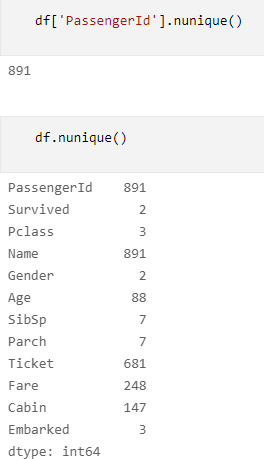 df['PassengerId'].nunique()
891
df.nunique()
PassengerId 891
Survived 2
Pclass 3
Name 891
Gender 2
Age 88
SibSp 7
Parch 7
Ticket 681
Fare 248
Cabin 147
Embarked 3
dtype: int64